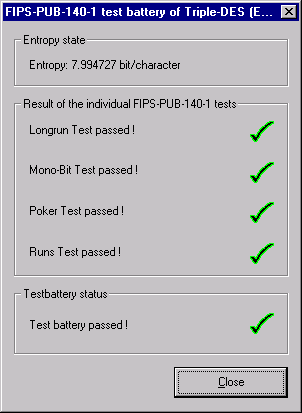 FIPS-PUB-140-1 test battery of Triple-DES (E...
Entropy state
Entropy: 7.994727 bit/character
Result of the individual FIPS-PUB-140-1 tests
Longrun Test passed !
Mono-Bit Test passed !
Poker Test passed !
Runs Test passed !
Testbattery status
Test battery passed !
Close